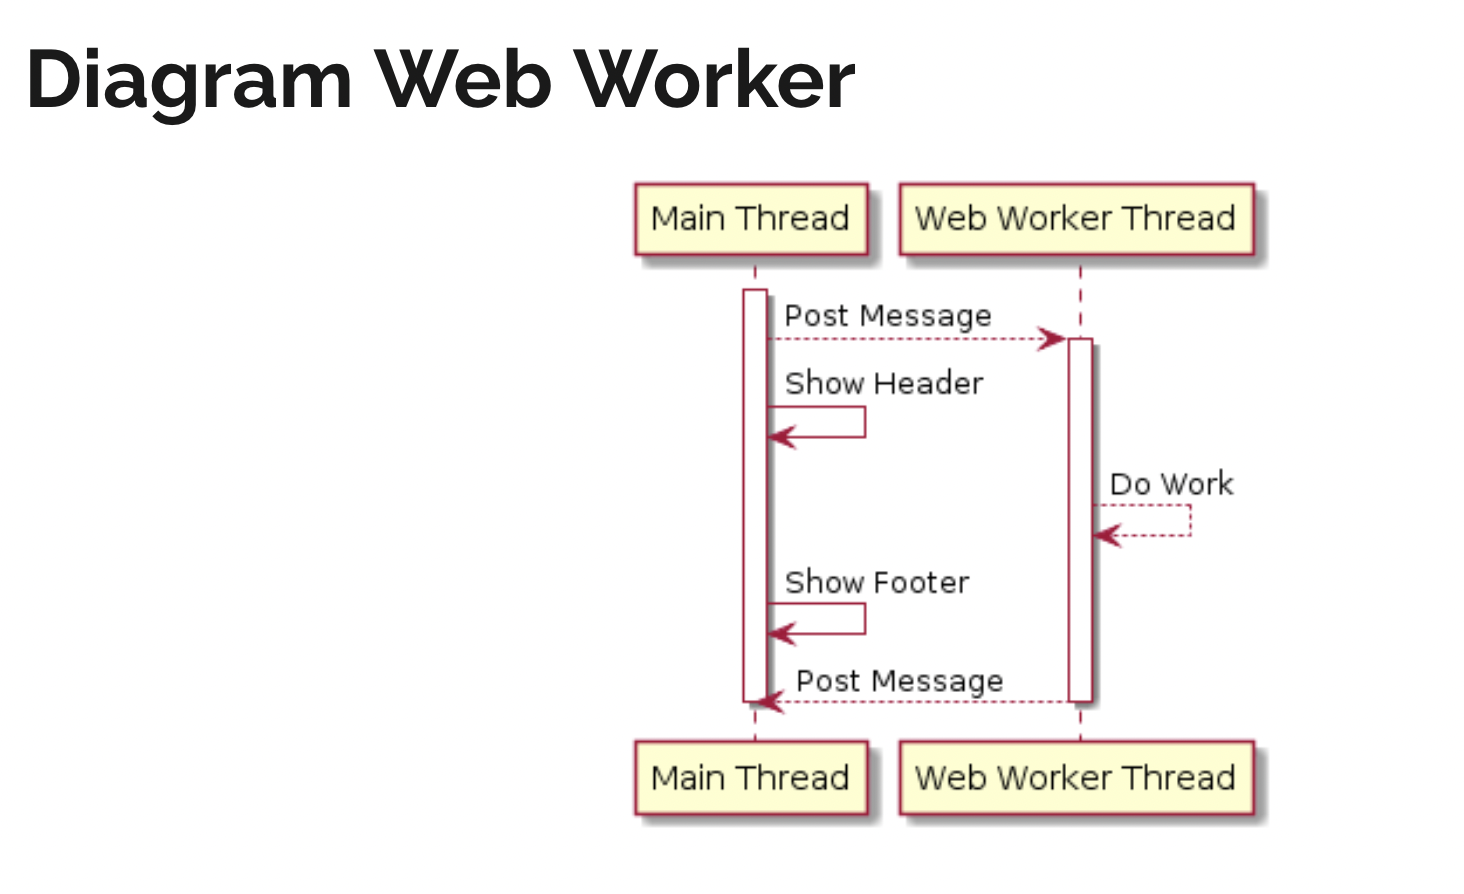 Diagram Web Worker
Main Thread
Web Worker Thread
Post Message
Show Header
Do Work
Show Footer
Post Message
Main Thread
Web Worker Thread